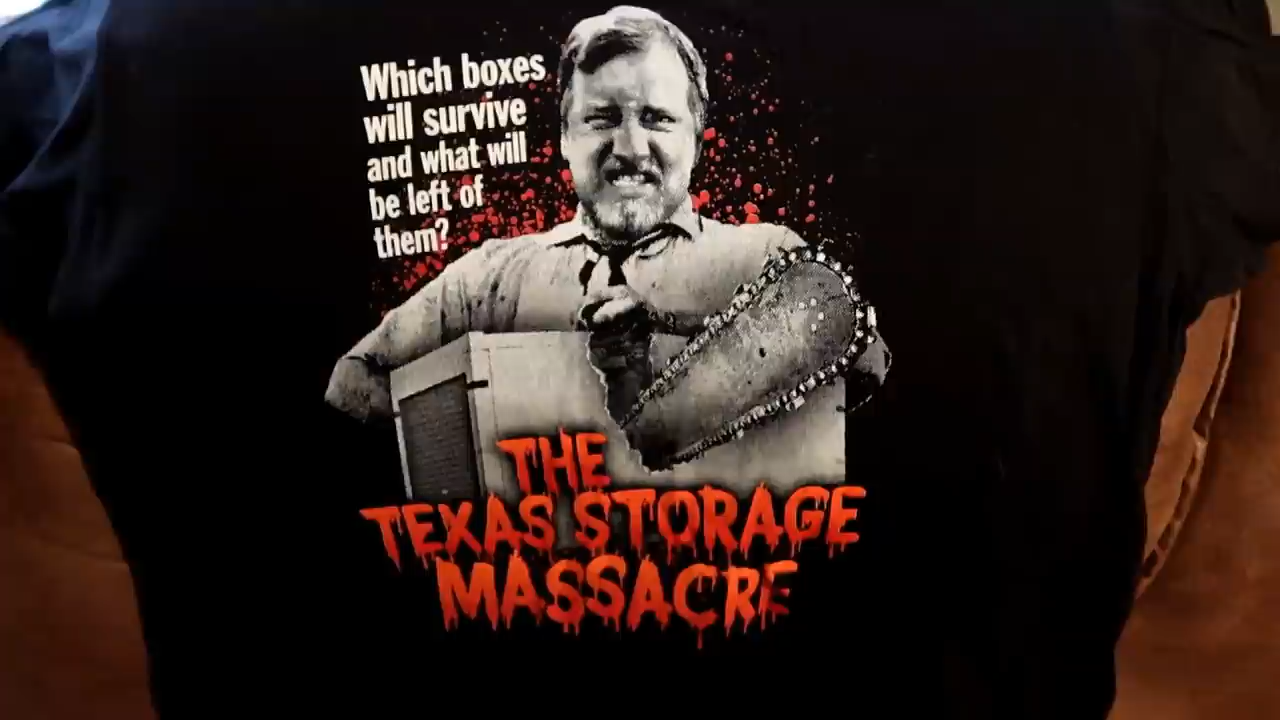 Which boxes
will survive
and what will
be left of
them?
THE
TEXAS STORAGE
MASSACRE